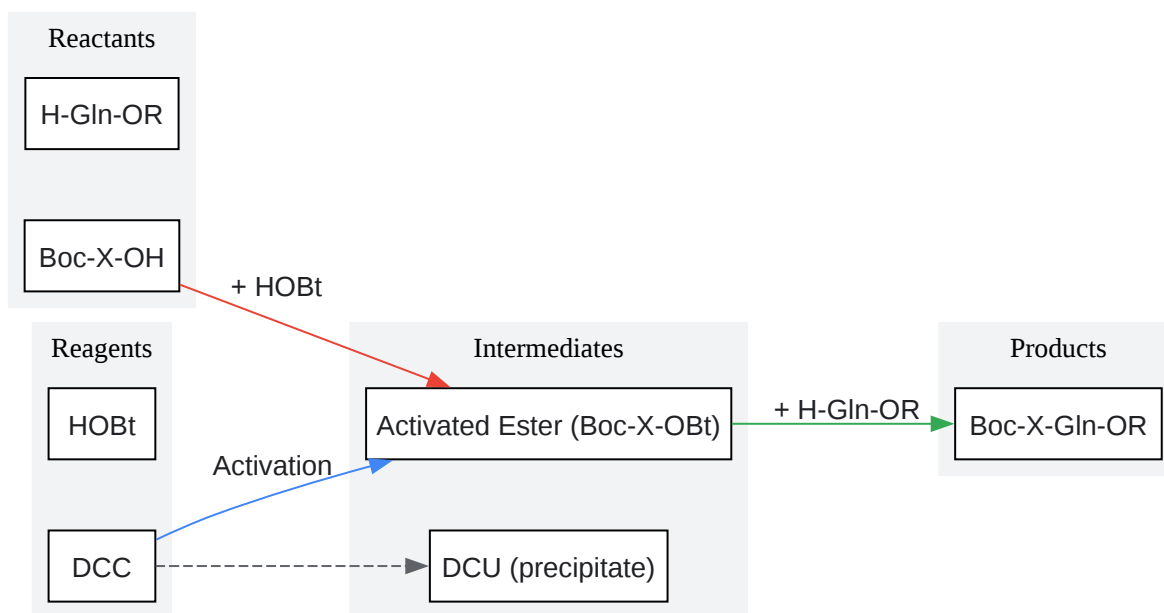 Reactants
H-Gln-OR
Boc-X-OH
+ HOBt
Reagents
HOBt
DCC
Activation
Intermediates
Activated Ester (Boc-X-OBt)
DCU (precipitate)
+ H-Gln-OR
Products
Boc-X-Gln-OR